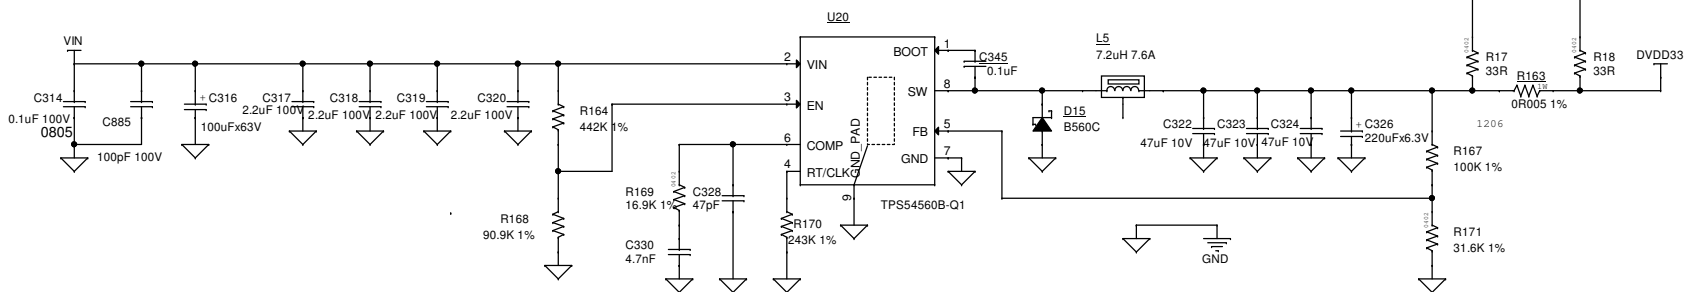 U20
VIN
C314
0.1uF 100V
0805
C885
100pF 100V
+ C316
100uFx63V
C317
2.2uF 100V
C318
2.2uF 100V
C319
2.2uF 100V
C320
2.2uF 100V
R164
442K 1%
R168
90.9K 1%
R169
0402
16.9K 1%
C330
4.7nF
C328
47pF
R170
243K 1%
2 VIN
3 EN
6 COMP
4 RT/CLK
GND_PAD
9
BOOT 1
SW 8
FB 5
GND 7
TPS54560B-Q1
C345
0.1uF
D15
B560C
L5
7.2uH 7.6A
C322
47uF 10V
C323
47uF 10V
C324
47uF 10V
+ C326
220uFx6.3V
0402
R17
33R
R163
1W
0R005 1%
1206
0402
R18
33R
DVDD33
R167
100K 1%
0402
R171
31.6K 1%
GND